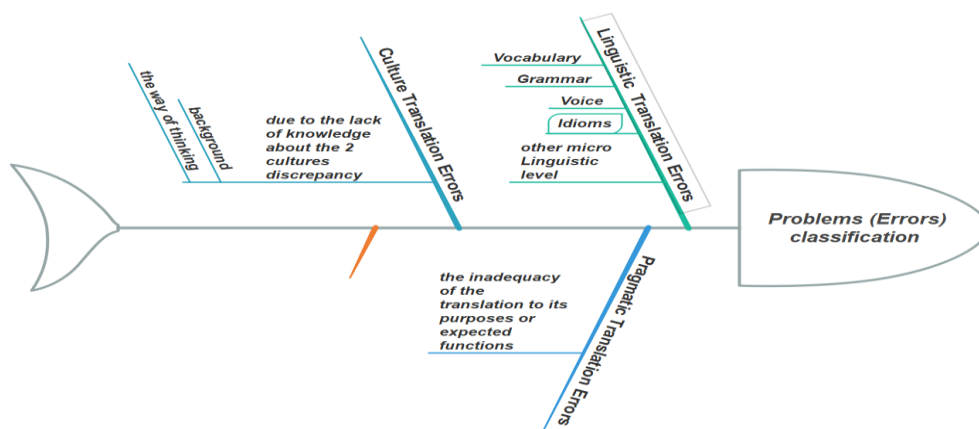 the way of thinking
background
due to the lack
of knowledge
about the 2
cultures
discrepancy
Culture Translation Errors
Vocabulary
Grammar
Voice
Idioms
other micro
Linguistic
level
Linguistic Translation Errors
Problems (Errors)
classification
the inadequacy
of the
translation to its
purposes or
expected
functions
Pragmatic Translation Errors